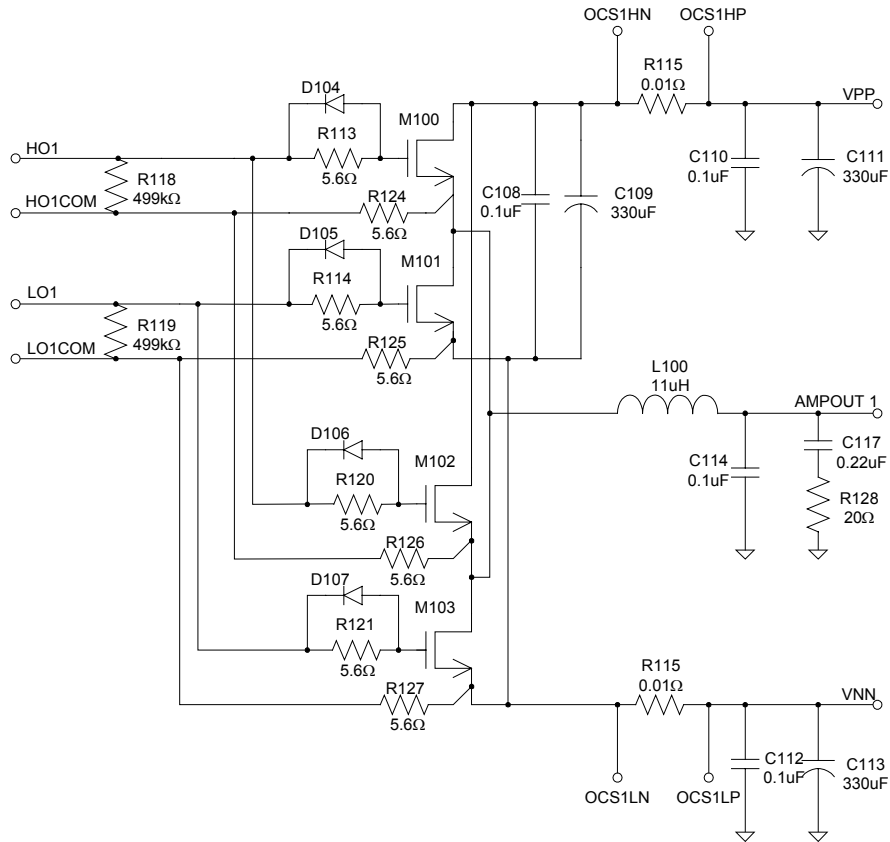 OCS1HN
OCS1HP
R115
0.01Ω
VPP
D104
M100
HO1
R113
5.6Ω
R118
499kΩ
HO1COM
R124
5.6Ω
C108
0.1uF
C109
330uF
C110
0.1uF
C111
330uF
D105
M101
LO1
R114
5.6Ω
R119
499kΩ
LO1COM
R125
5.6Ω
L100
11uH
AMPOUT 1
D106
M102
R120
5.6Ω
C114
0.1uF
C117
0.22uF
R128
20Ω
R126
5.6Ω
D107
M103
R121
5.6Ω
R115
0.01Ω
VNN
R127
5.6Ω
OCS1LN
OCS1LP
C112
0.1uF
C113
330uF